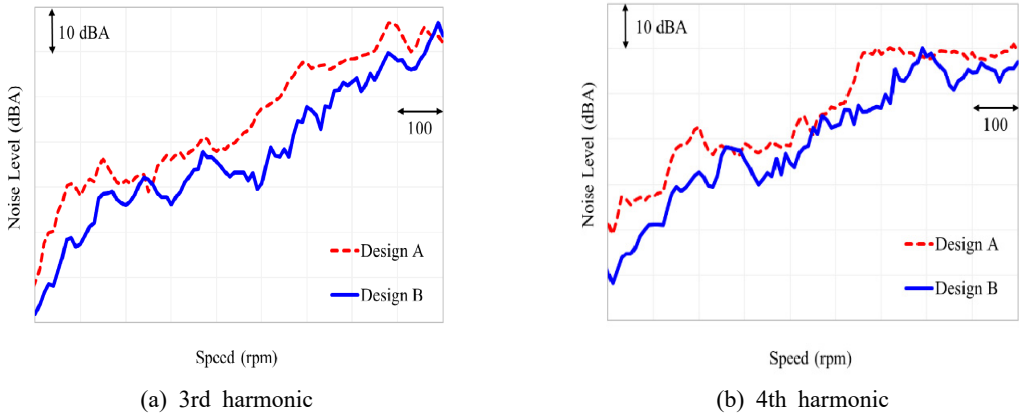 10 dBA
Noise Level (dBA)
100
Design A
Design B
Speed (rpm)
(a) 3rd harmonic
10 dBA
Noise Level (dBA)
100
Design A
Design B
Speed (rpm)
(b) 4th harmonic